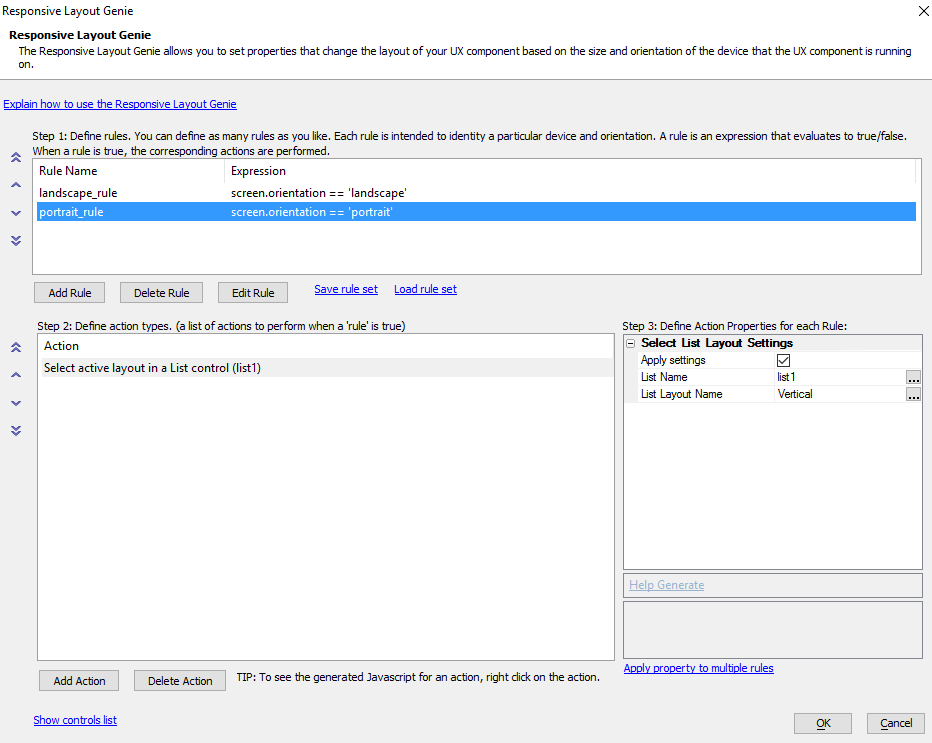 Responsive Layout Genie
Responsive Layout Genie
The Responsive Layout Genie allows you to set properties that change the layout of your UX component based on the size and orientation of the device that the UX component is running
on.
Explain how to use the Responsive Layout Genie
Step 1: Define rules. You can define as many rules as you like. Each rule is intended to identity a particular device and orientation. A rule is an expression that evaluates to true/false.
When a rule is true, the corresponding actions are performed.
Rule Name Expression
landscape_rule screen.orientation == 'landscape'
portrait_rule screen.orientation == 'portrait'
Add Rule Delete Rule Edit Rule Save rule set Load rule set
Step 2: Define action types. (a list of actions to perform when a 'rule' is true)
Action
Select active layout in a List control (list1)
Step 3: Define Action Properties for each Rule:
Select List Layout Settings
Apply settings
List Name list1 ...
List Layout Name Vertical ...
Help Generate
Apply property to multiple rules
Add Action Delete Action TIP: To see the generated Javascript for an action, right click on the action.
Show controls list
OK Cancel